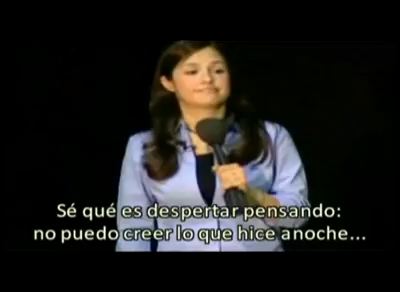 Sé qué es despertar pensando:
no puedo creer lo que hice anoche...